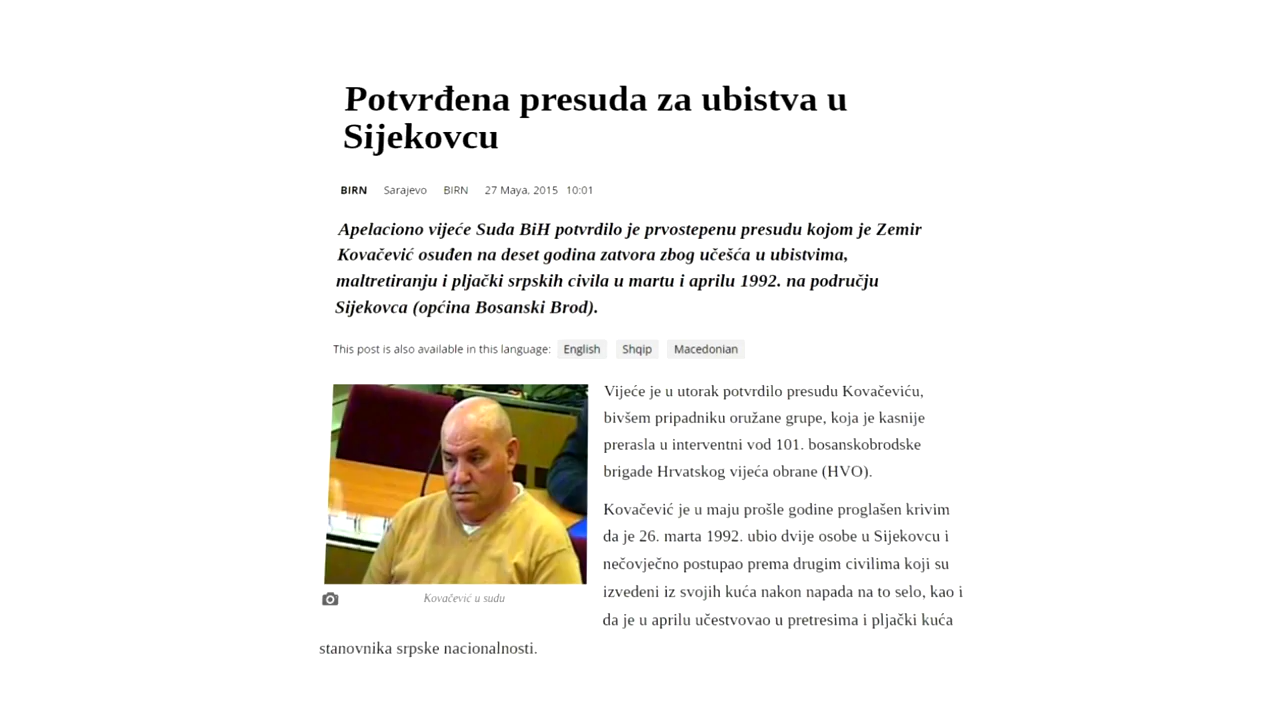 Potvrđena presuda za ubistva u
Sijekovcu
BIRN Sarajevo BIRN 27 Maya. 2015 10:01
Apelaciono vijeće Suda BiH potvrdilo je prvostepenu presudu kojom je Zemir
Kovačević osuđen na deset godina zatvora zbog učešća u ubistvima,
maltretiranju i pljački srpskih civila u martu i aprilu 1992. na području
Sijekovca (općina Bosanski Brod).
This post is also available in this language: English Shqip Macedonian
Vijeće je u utorak potvrdilo presudu Kovačeviću,
bivšem pripadniku oružane grupe, koja je kasnije
prerasla u interventni vod 101. bosanskobrodske
brigade Hrvatskog vijeća obrane (HVO).
Kovačević je u maju prošle godine proglašen krivim
da je 26. marta 1992. ubio dvije osobe u Sijekovcu i
nečovječno postupao prema drugim civilima koji su
izvedeni iz svojih kuća nakon napada na to selo, kao i
da je u aprilu učestvovao u pretresima i pljački kuća
stanovnika srpske nacionalnosti.
Kovačević u sudu